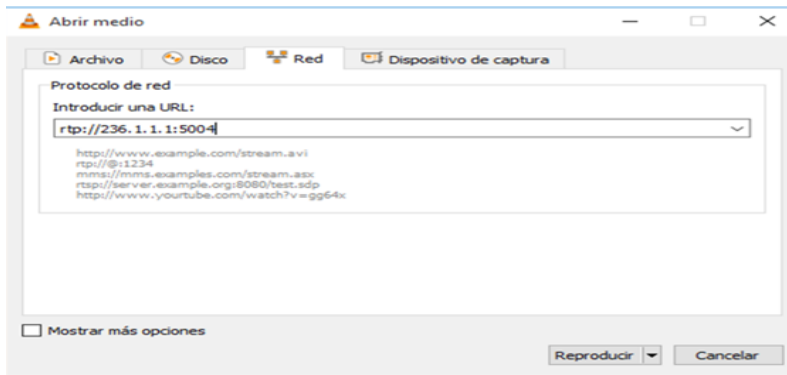 Abrir medio
Archivo Disco Red Dispositivo de captura
Protocolo de red
Introducir una URL:
rtp://236.1.1.1:5004
http://www.example.com/stream.avi
rtp://@:1234
mms://mms.examples.com/stream.asx
rtsp://server.example.org:8080/test.sdp
http://www.yourtube.com/watch?v=gg64x
Mostrar más opciones
Reproducir Cancelar